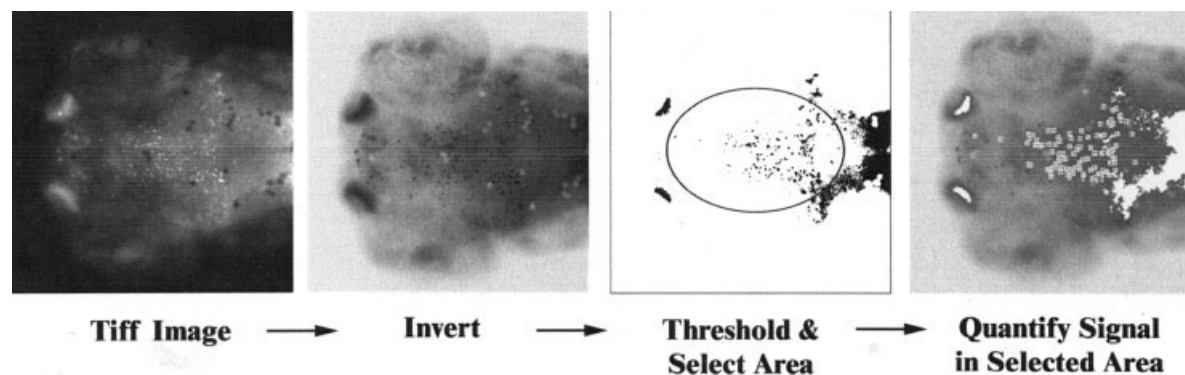 Tiff Image
Invert
Threshold &
Select Area
Quantify Signal
in Selected Area